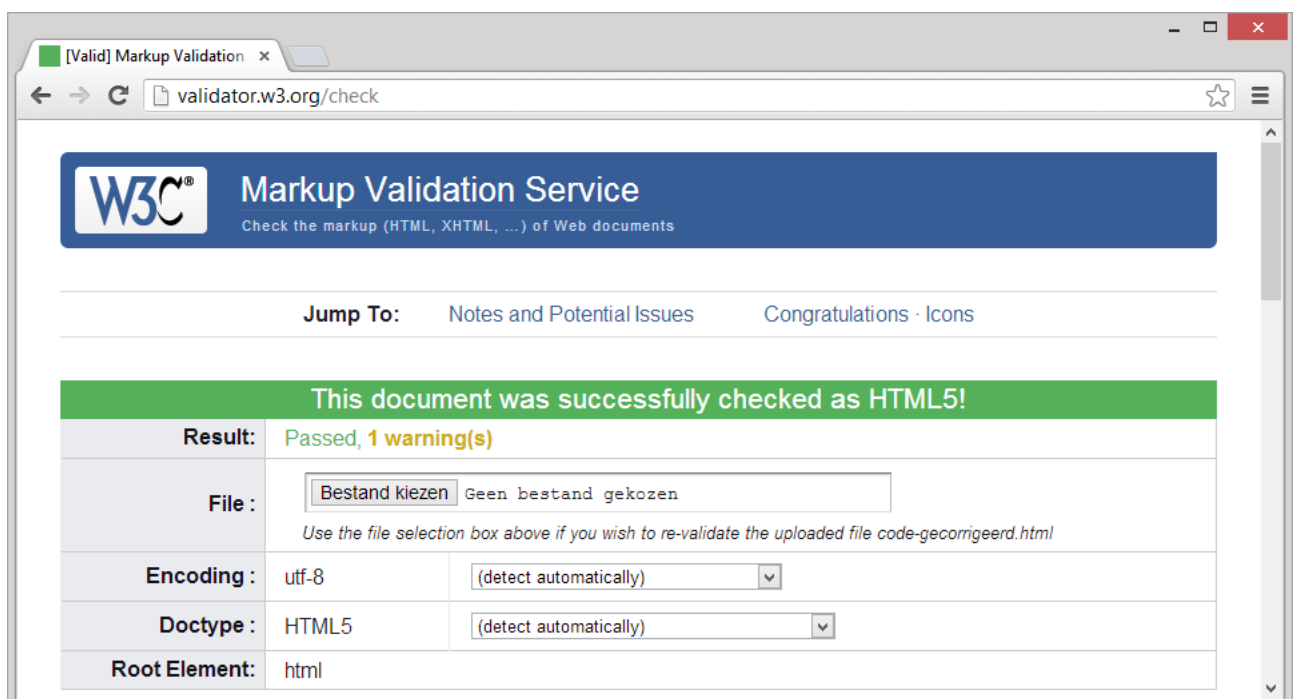 [Valid] Markup Validation
validator.w3.org/check
W3C® Markup Validation Service
Check the markup (HTML, XHTML, …) of Web documents
Jump To: Notes and Potential Issues Congratulations · Icons
This document was successfully checked as HTML5!
Result: Passed, 1 warning(s)
File : Bestand kiezen Geen bestand gekozen
Use the file selection box above if you wish to re-validate the uploaded file code-gecorrigeerd.html
Encoding : utf-8 (detect automatically)
Doctype : HTML5 (detect automatically)
Root Element: html